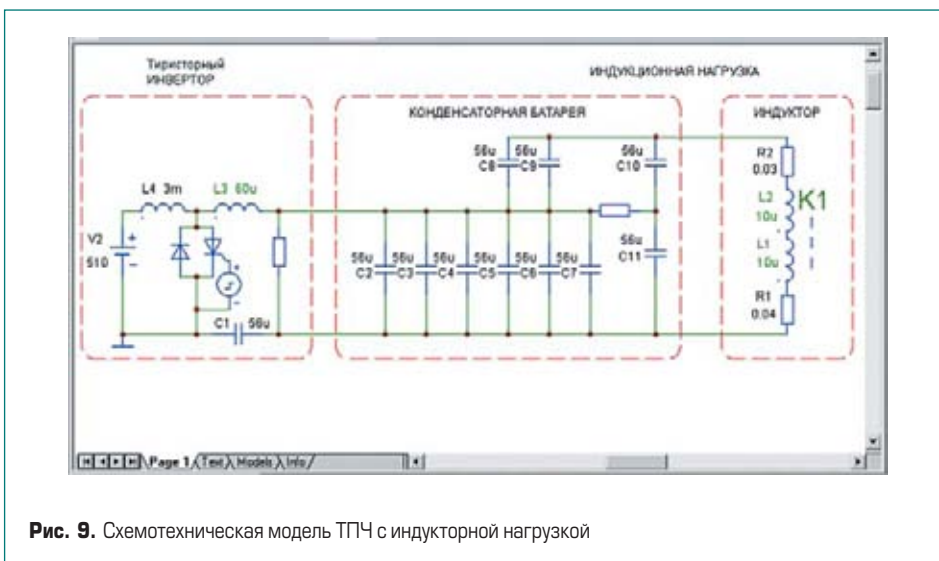 Тиристорный
ИНВЕРТОР
ИНДУКЦИОННАЯ НАГРУЗКА
КОНДЕНСАТОРНАЯ БАТАРЕЯ
ИНДУКТОР
56u 56u 56u
C8 C9 C10
R2
0.03
L4 3m L3 60u
L2
10u
K1
V2
510
L1
10u
56u 56u 56u 56u 56u 56u 56u
C2 C3 C4 C5 C6 C7 C11
R1
0.04
C1 56u
Page 1 Text Models Info
Рис. 9. Схемотехническая модель ТПЧ с индукторной нагрузкой